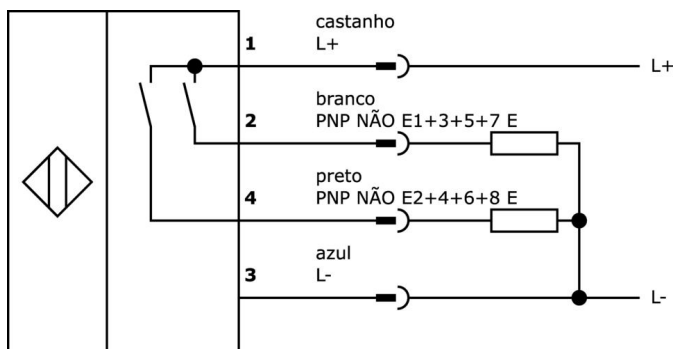 castanho
1 L+
L+
branco
2 PNP NÃO E1+3+5+7 E
preto
4 PNP NÃO E2+4+6+8 E
azul
3 L-
L-